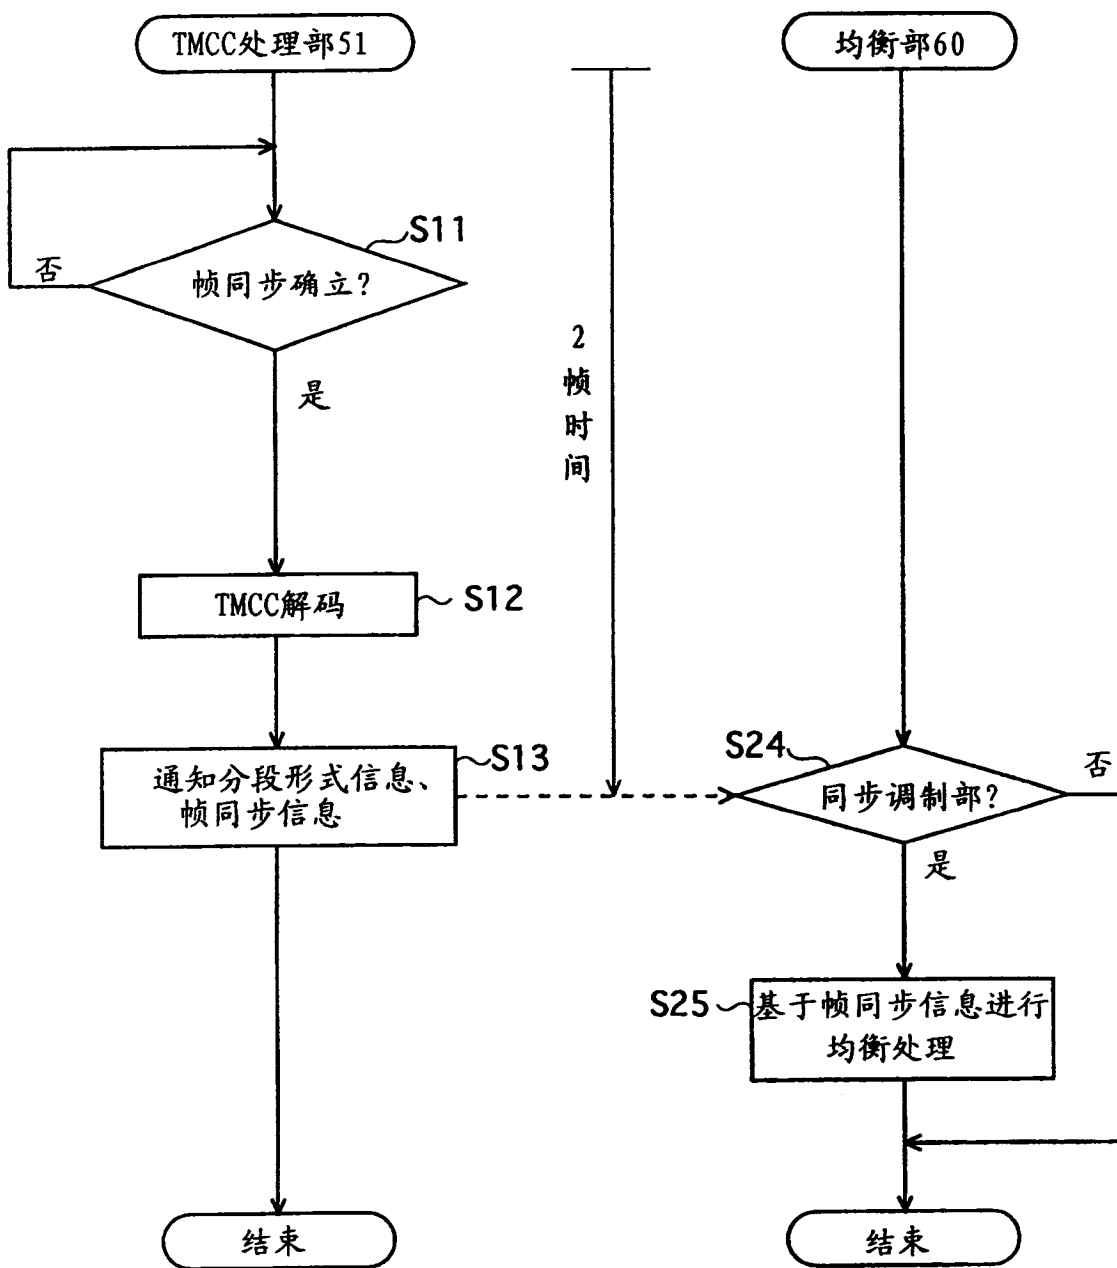 TMCC处理部51
均衡部60
S11
帧同步确立?
否
是
2
帧
时
间
TMCC解码
S12
S13
通知分段形式信息、
帧同步信息
S24
同步调制部?
否
是
S25
基于帧同步信息进行
均衡处理
结束
结束